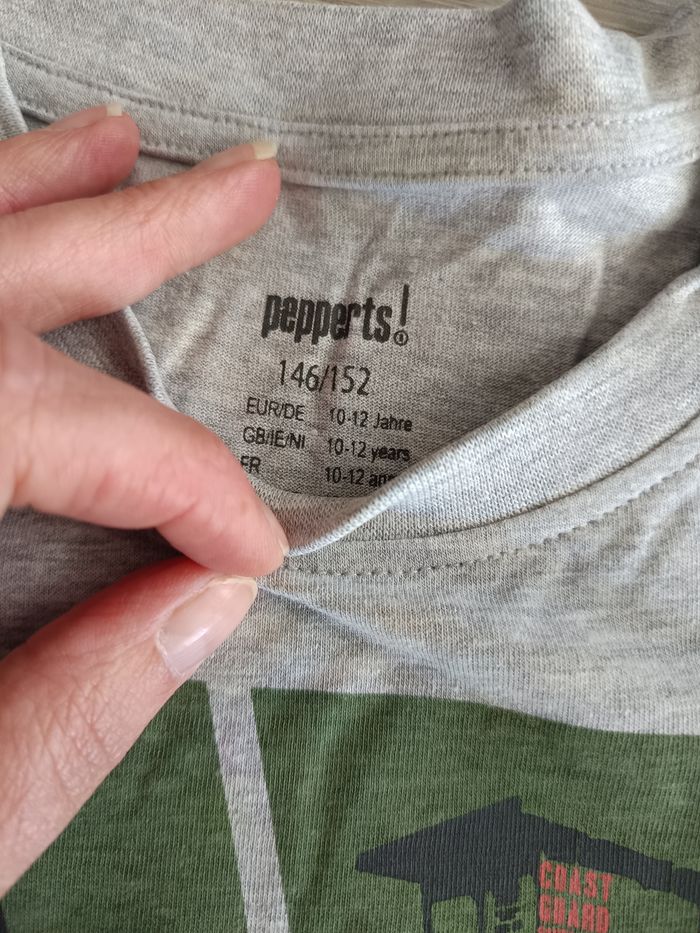 pepperts!
146/152
EUR/DE 10-12 Jahre
GB/IE/NI 10-12 years
FR 10-12
COAST
GUARD